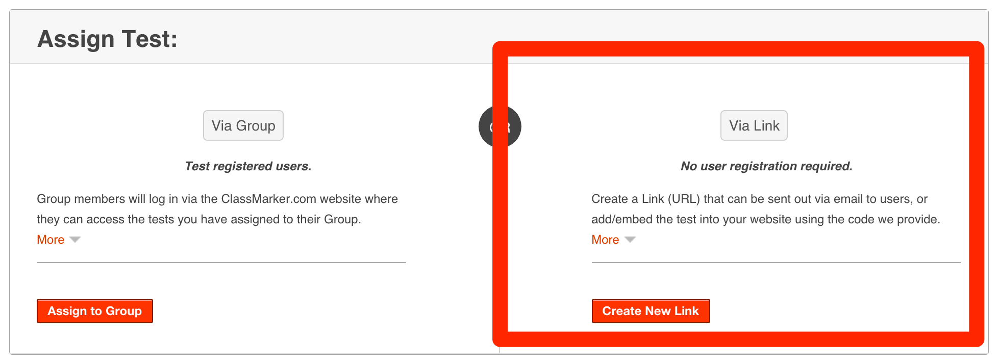 Assign Test:
Via Group
Test registered users.
Group members will log in via the ClassMarker.com website where
they can access the tests you have assigned to their Group.
More
Assign to Group
OR
Via Link
No user registration required.
Create a Link (URL) that can be sent out via email to users, or
add/embed the test into your website using the code we provide.
More
Create New Link